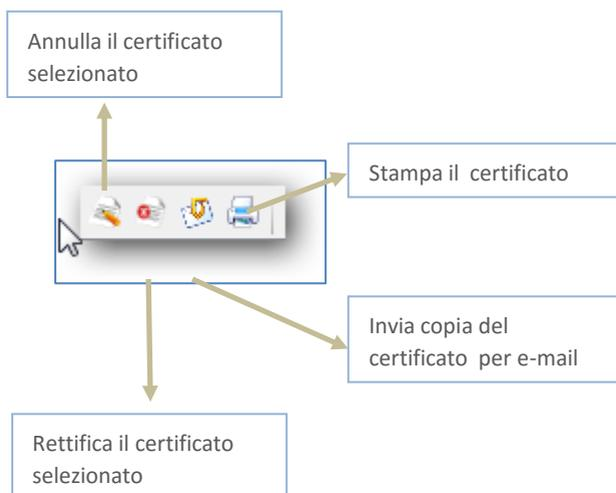 Annulla il certificato
selezionato
Stampa il certificato
Invia copia del
certificato per e-mail
Rettifica il certificato
selezionato